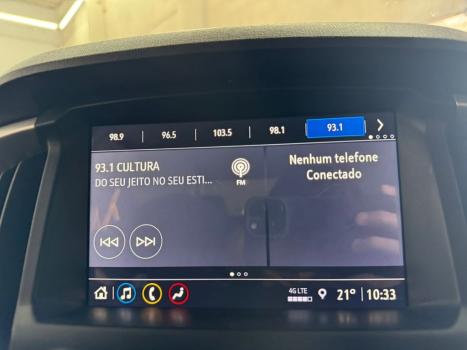 98.9 96.5 103.5 98.1 93.1
93.1 CULTURA
DO SEU JEITO NO SEU ESTI...
FM
Nenhum telefone
Conectado
4G LTE
21° 10:33